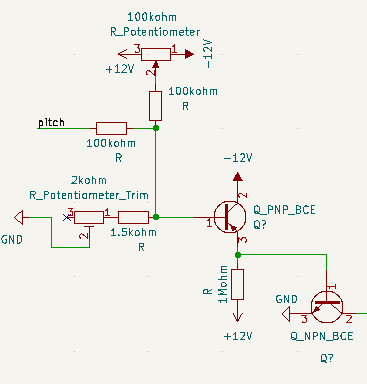 100kohm
R_Potentiometer
3
1
+12V
2
-12V
100kohm
R
pitch
100kohm
R
-12V
2kohm
R_Potentiometer_Trim
2
3
1
1
Q_PNP_BCE
Q?
1.5kohm
R
GND
2
3
R
1Mohm
GND
1
3
2
+12V
Q_NPN_BCE
Q?